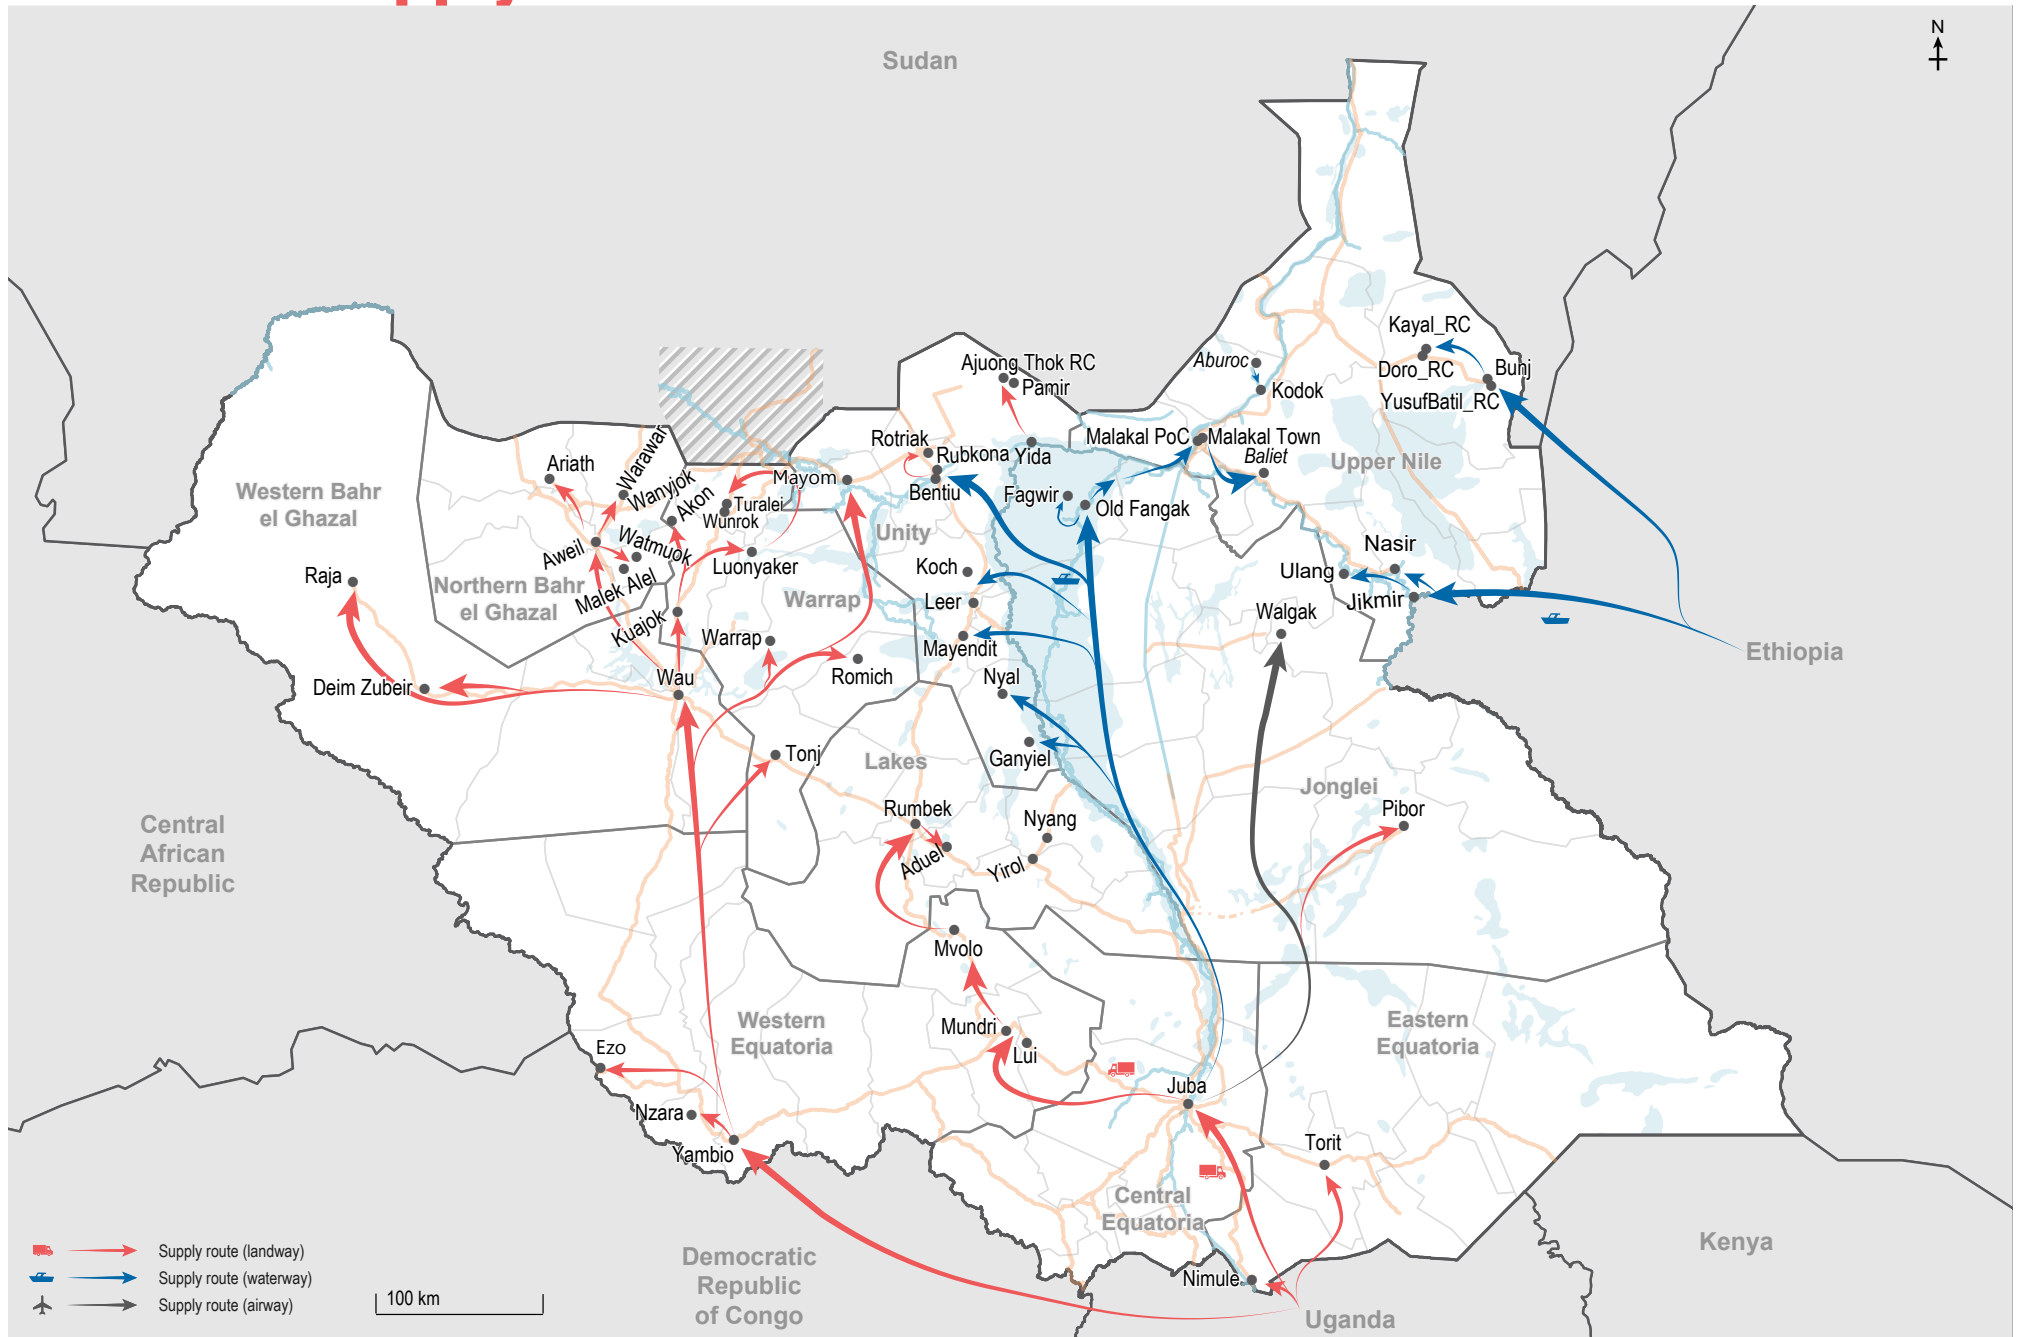 N
Sudan
Kayal_RC
Aburoc
Ajuong Thok RC
Doro_RC
Bunj
Pamir
Kodok
YusufBatil_RC
Warawar
Rotriak
Malakal PoC
Malakal Town
Ariath
Rubkona
Yida
Baliet
Upper Nile
Wanyjok
Mayom
Western Bahr
el Ghazal
Akon
Bentiu
Fagwir
Turalei
Old Fangak
Wunrok
Unity
Aweil
Watmuok
Nasir
Luonyaker
Koch
Ulang
Raja
Northern Bahr
el Ghazal
Malek Alel
Warrap
Leer
Jikmir
Walgak
Kuajok
Warrap
Mayendit
Ethiopia
Wau
Romich
Nyal
Deim Zubeir
Tonj
Lakes
Ganyiel
Jonglei
Rumbek
Nyang
Pibor
Central
African
Republic
Aduel
Yirol
Mvolo
Western
Equatoria
Mundri
Eastern
Equatoria
Ezo
Lui
Juba
Nzara
Yambio
Torit
Central
Equatoria
Kenya
Supply route (landway)
Democratic
Republic
of Congo
Supply route (waterway)
Nimule
Supply route (airway)
100 km
Uganda